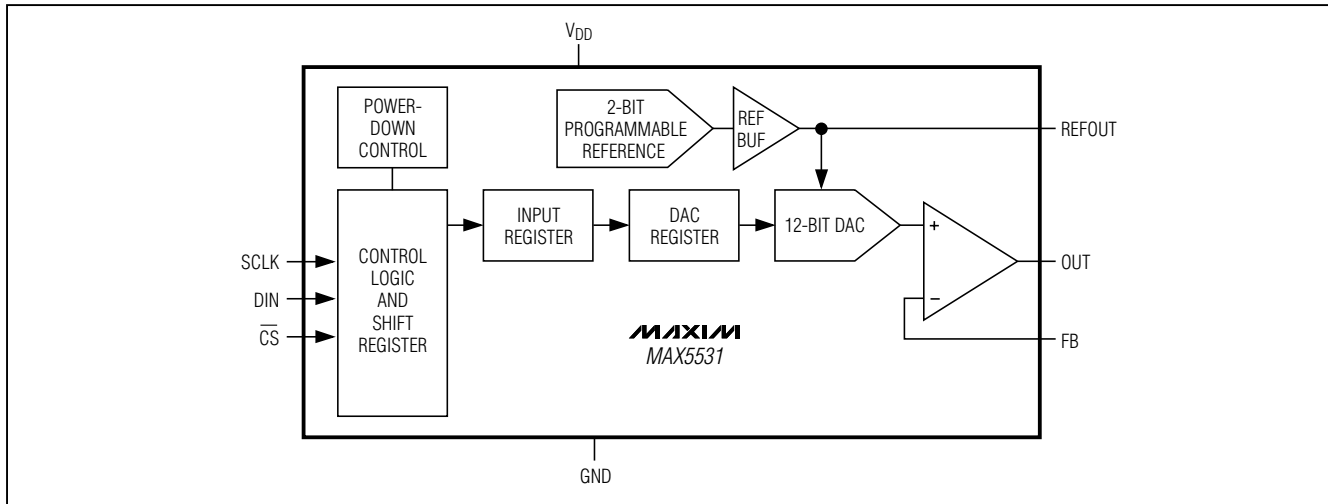 VDD
POWER-
DOWN
CONTROL
2-BIT
PROGRAMMABLE
REFERENCE
REF
BUF
REFOUT
CONTROL
LOGIC
AND
SHIFT
REGISTER
INPUT
REGISTER
DAC
REGISTER
12-BIT DAC
+
−
SCLK
DIN
CS
OUT
FB
MAXIM
MAX5531
GND